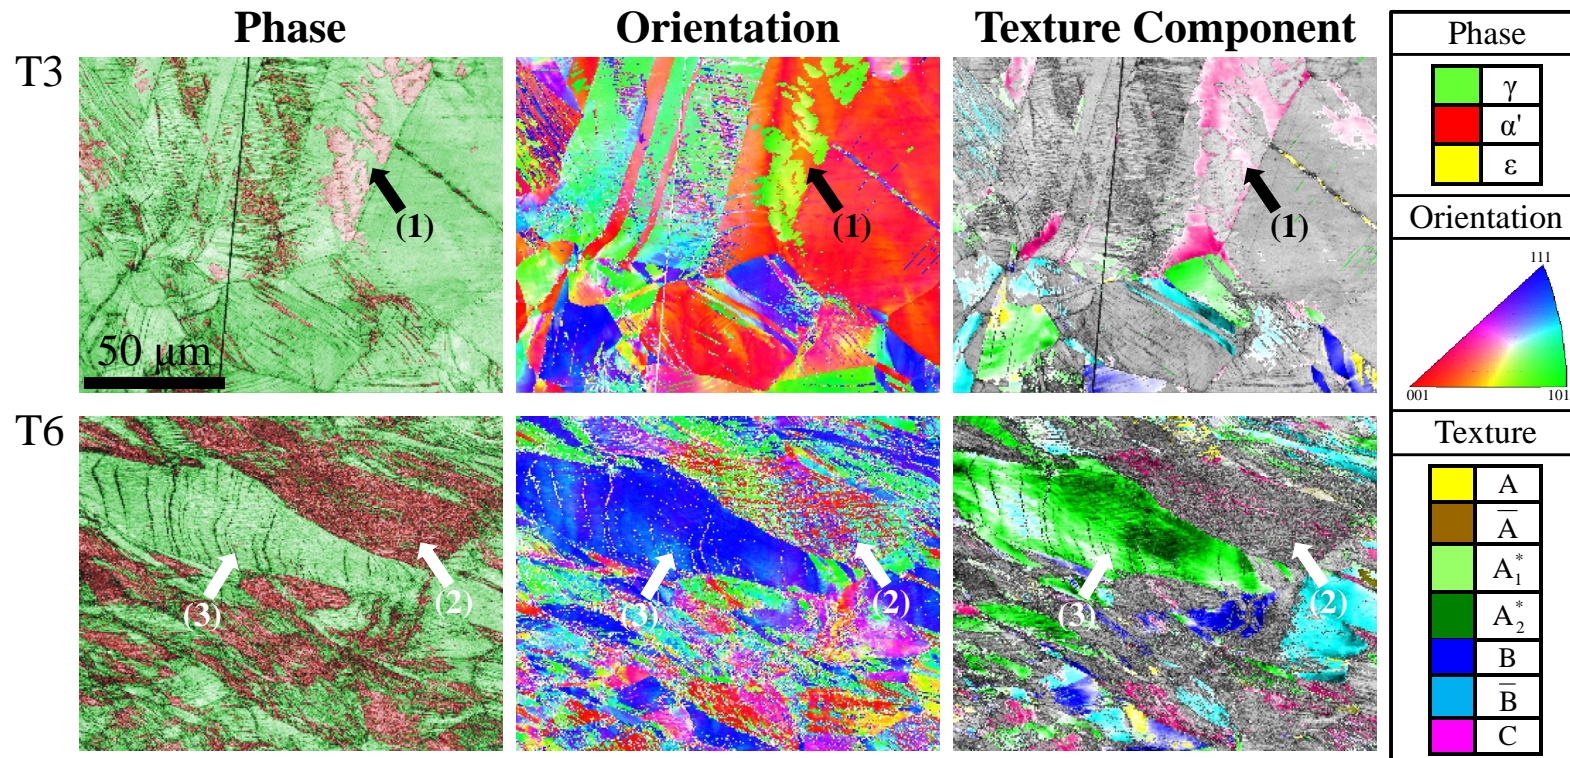 Phase Orientation Texture Component
T3
(1) (1) (1)
50 μm
T6
(3) (2) (3) (2) (3) (2)
Phase
γ
α'
ε
Orientation
111
001 101
Texture
A
A̅
A₁*
A₂*
B
B̅
C